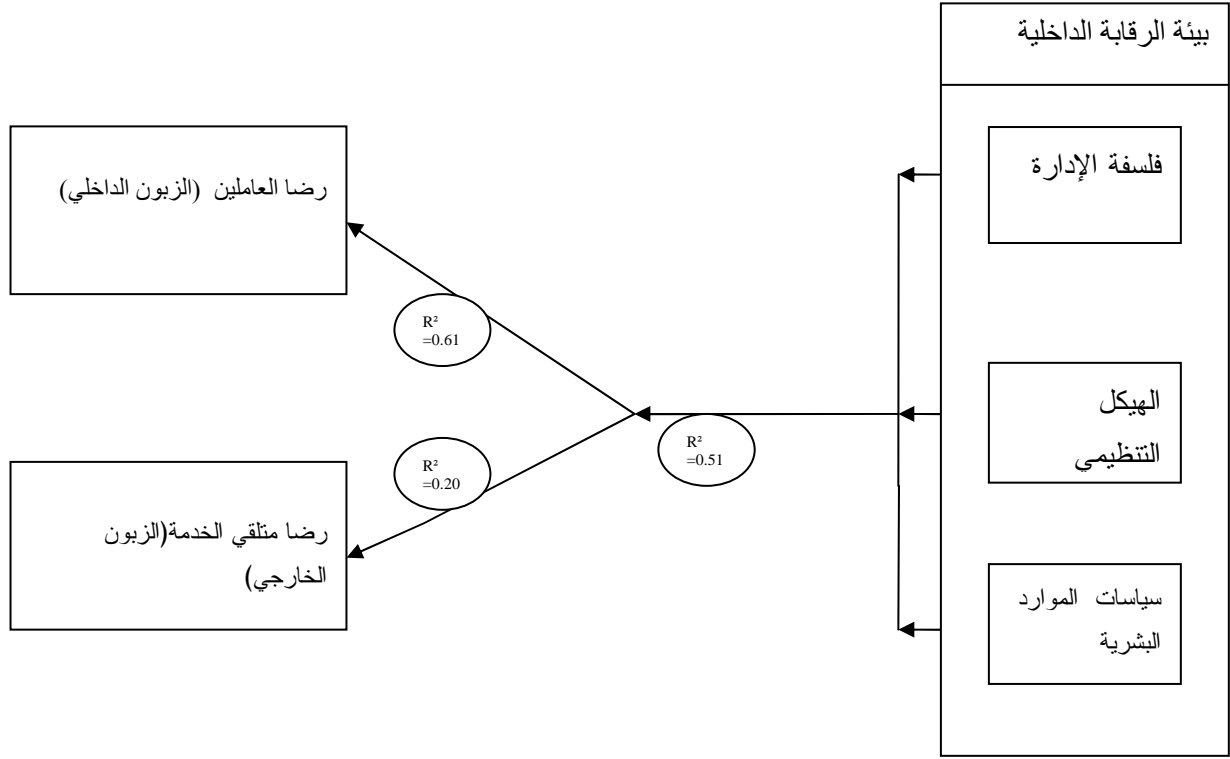 بيئة الرقابة الداخلية
فلسفة الإدارة
الهيكل
التنظيمي
سياسات الموارد
البشرية
R²
=0.51
R²
=0.61
R²
=0.20
رضا العاملين (الزبون الداخلي)
رضا متلقي الخدمة(الزبون
الخارجي)